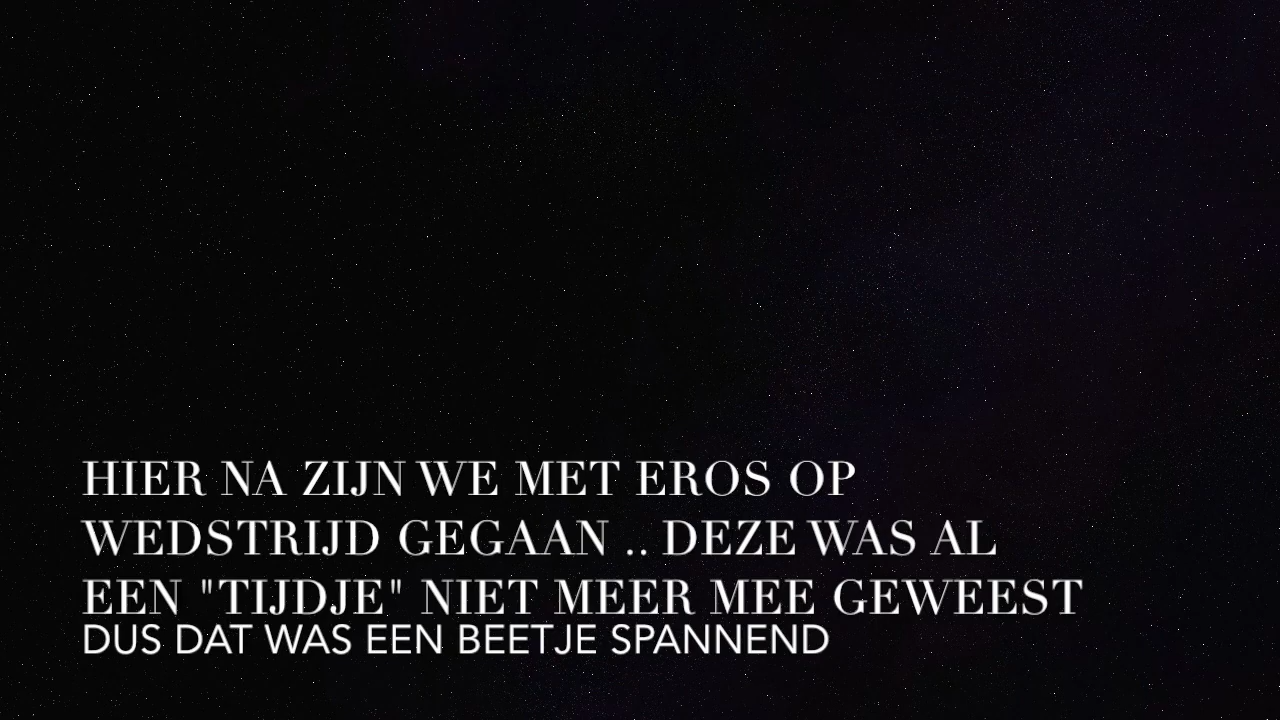 HIER NA ZIJN WE MET EROS OP
WEDSTRIJD GEGAAN .. DEZE WAS AL
EEN "TIJDJE" NIET MEER MEE GEWEEST
DUS DAT WAS EEN BEETJE SPANNEND